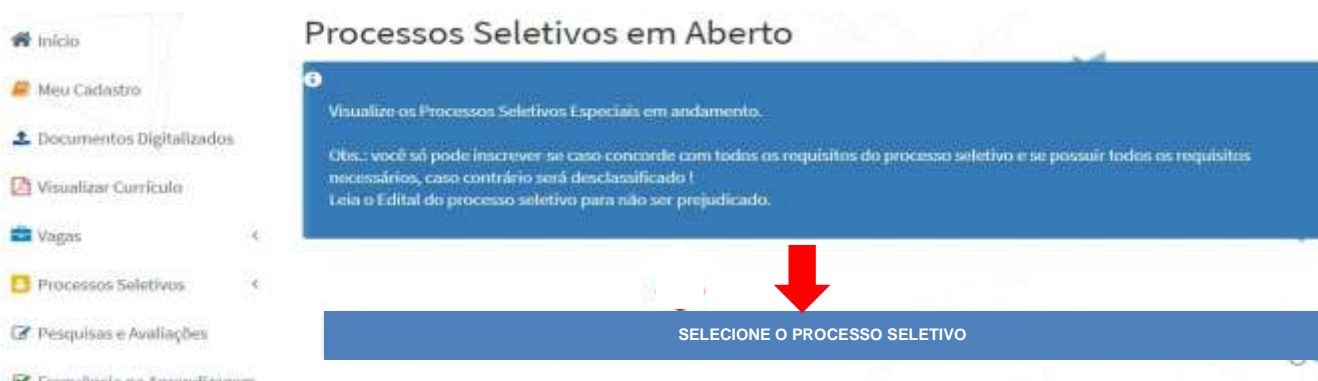 Início
Meu Cadastro
Documentos Digitalizados
Visualizar Currículo
Vagas
Processos Seletivos
Pesquisas e Avaliações
Frequência na Aprendizagem
Processos Seletivos em Aberto
Visualize os Processos Seletivos Especiais em andamento.
Obs.: você só pode inscrever se caso concorde com todos os requisitos do processo seletivo e se possuir todos os requisitos
necessários, caso contrário será desclassificado !
Leia o Edital do processo seletivo para não ser prejudicado.
SELECIONE O PROCESSO SELETIVO